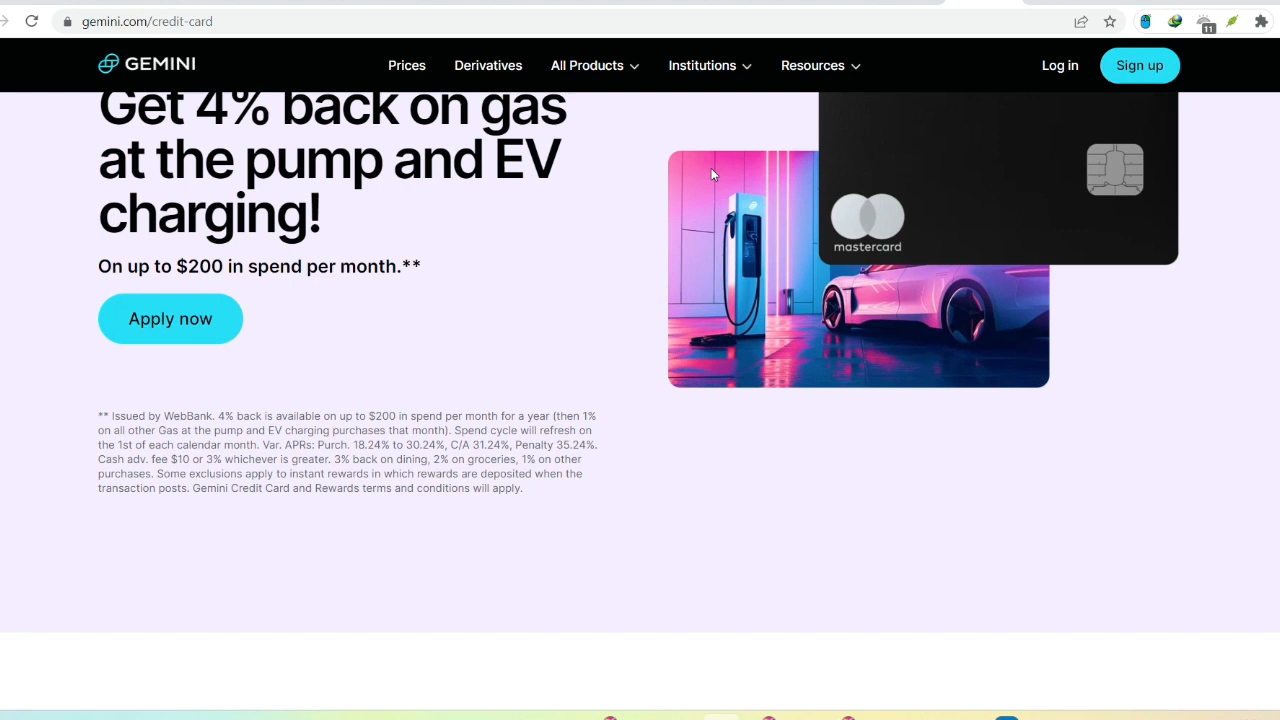 gemini.com/credit-card
11
GEMINI
Prices
Derivatives
All Products
Institutions
Resources
Log in
Sign up
Get 4% back on gas
at the pump and EV
charging!
On up to $200 in spend per month.**
Apply now
mastercard
** Issued by WebBank. 4% back is available on up to $200 in spend per month for a year (then 1%
on all other Gas at the pump and EV charging purchases that month). Spend cycle will refresh on
the 1st of each calendar month. Var. APRs: Purch. 18.24% to 30.24%, C/A 31.24%, Penalty 35.24%.
Cash adv. fee $10 or 3% whichever is greater. 3% back on dining, 2% on groceries, 1% on other
purchases. Some exclusions apply to instant rewards in which rewards are deposited when the
transaction posts. Gemini Credit Card and Rewards terms and conditions will apply.